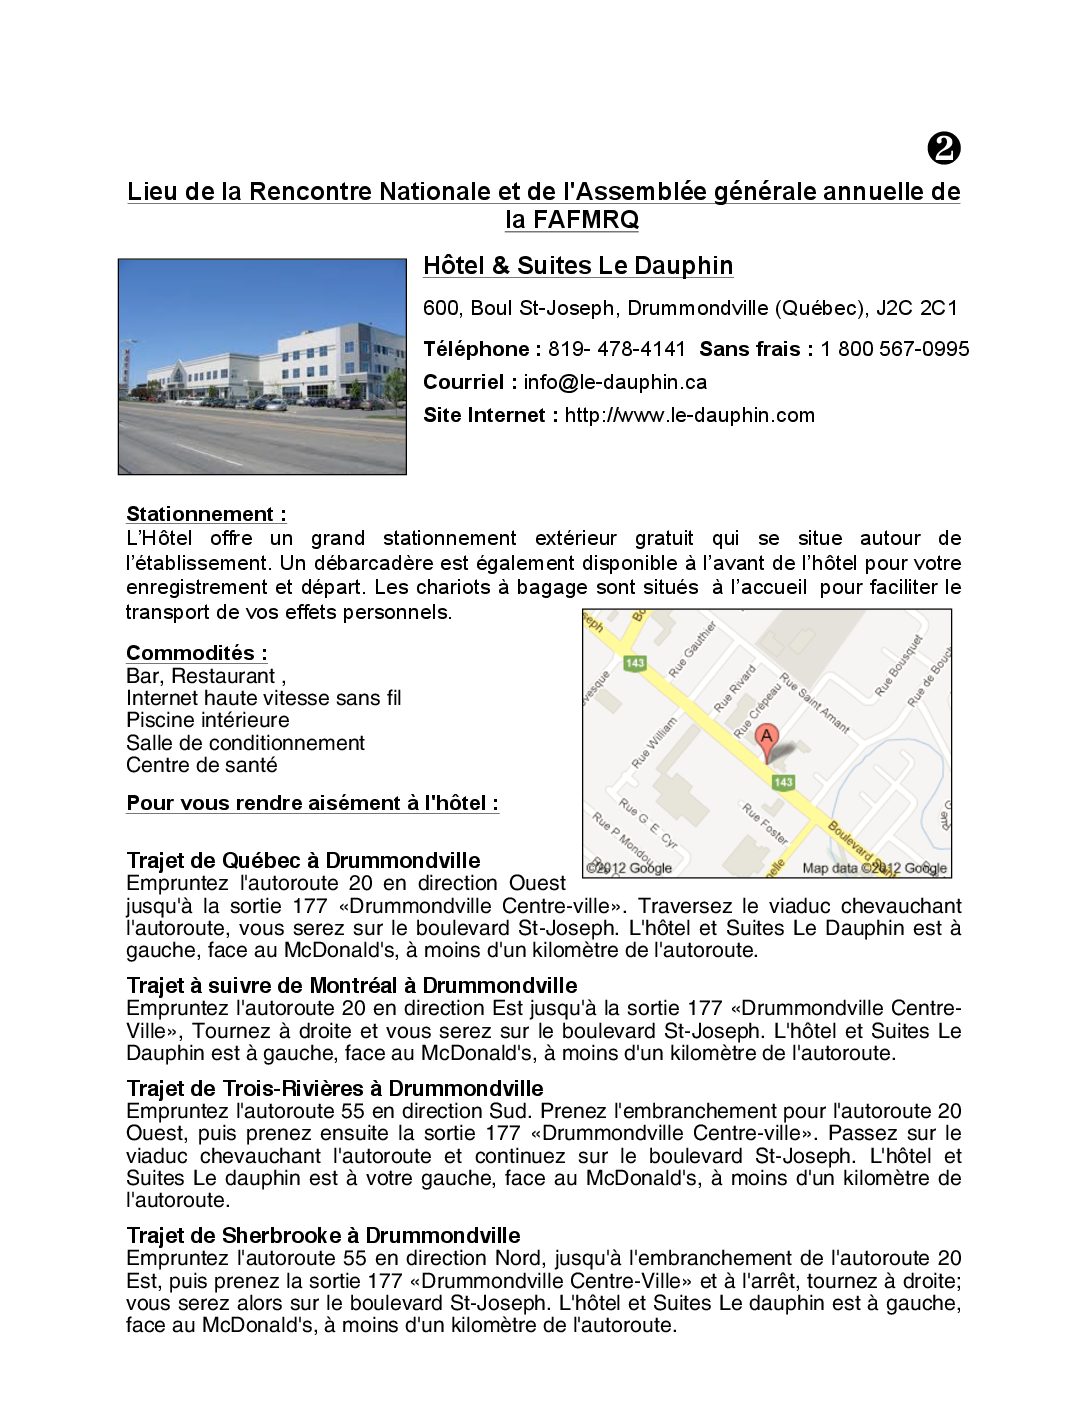 ❷
Lieu de la Rencontre Nationale et de l'Assemblée générale annuelle de
la FAFMRQ
Hôtel & Suites Le Dauphin
600, Boul St-Joseph, Drummondville (Québec), J2C 2C1
Téléphone : 819- 478-4141 Sans frais : 1 800 567-0995
Courriel : info@le-dauphin.ca
Site Internet : http://www.le-dauphin.com
Stationnement :
L’Hôtel offre un grand stationnement extérieur gratuit qui se situe autour de
l’établissement. Un débarcadère est également disponible à l’avant de l’hôtel pour votre
enregistrement et départ. Les chariots à bagage sont situés à l’accueil pour faciliter le
transport de vos effets personnels.
Commodités :
Bar, Restaurant ,
Internet haute vitesse sans fil
Piscine intérieure
Salle de conditionnement
Centre de santé
Pour vous rendre aisément à l'hôtel :
seph
Bo
143
Rue Gauthier
Rue Rivard
Rue Crépeau
Rue Saint Amant
Rue Bousquet
Rue de Bouc
vesque
Rue William
A
143
Rue G. E. Cyr
Rue P Mondou
Rue Foster
Boulevard Saint
nelle
©2012 Google
Map data ©2012 Google
Trajet de Québec à Drummondville
Empruntez l'autoroute 20 en direction Ouest
jusqu'à la sortie 177 «Drummondville Centre-ville». Traversez le viaduc chevauchant
l'autoroute, vous serez sur le boulevard St-Joseph. L'hôtel et Suites Le Dauphin est à
gauche, face au McDonald's, à moins d'un kilomètre de l'autoroute.
Trajet à suivre de Montréal à Drummondville
Empruntez l'autoroute 20 en direction Est jusqu'à la sortie 177 «Drummondville Centre-
Ville», Tournez à droite et vous serez sur le boulevard St-Joseph. L'hôtel et Suites Le
Dauphin est à gauche, face au McDonald's, à moins d'un kilomètre de l'autoroute.
Trajet de Trois-Rivières à Drummondville
Empruntez l'autoroute 55 en direction Sud. Prenez l'embranchement pour l'autoroute 20
Ouest, puis prenez ensuite la sortie 177 «Drummondville Centre-ville». Passez sur le
viaduc chevauchant l'autoroute et continuez sur le boulevard St-Joseph. L'hôtel et
Suites Le dauphin est à votre gauche, face au McDonald's, à moins d'un kilomètre de
l'autoroute.
Trajet de Sherbrooke à Drummondville
Empruntez l'autoroute 55 en direction Nord, jusqu'à l'embranchement de l'autoroute 20
Est, puis prenez la sortie 177 «Drummondville Centre-Ville» et à l'arrêt, tournez à droite;
vous serez alors sur le boulevard St-Joseph. L'hôtel et Suites Le dauphin est à gauche,
face au McDonald's, à moins d'un kilomètre de l'autoroute.